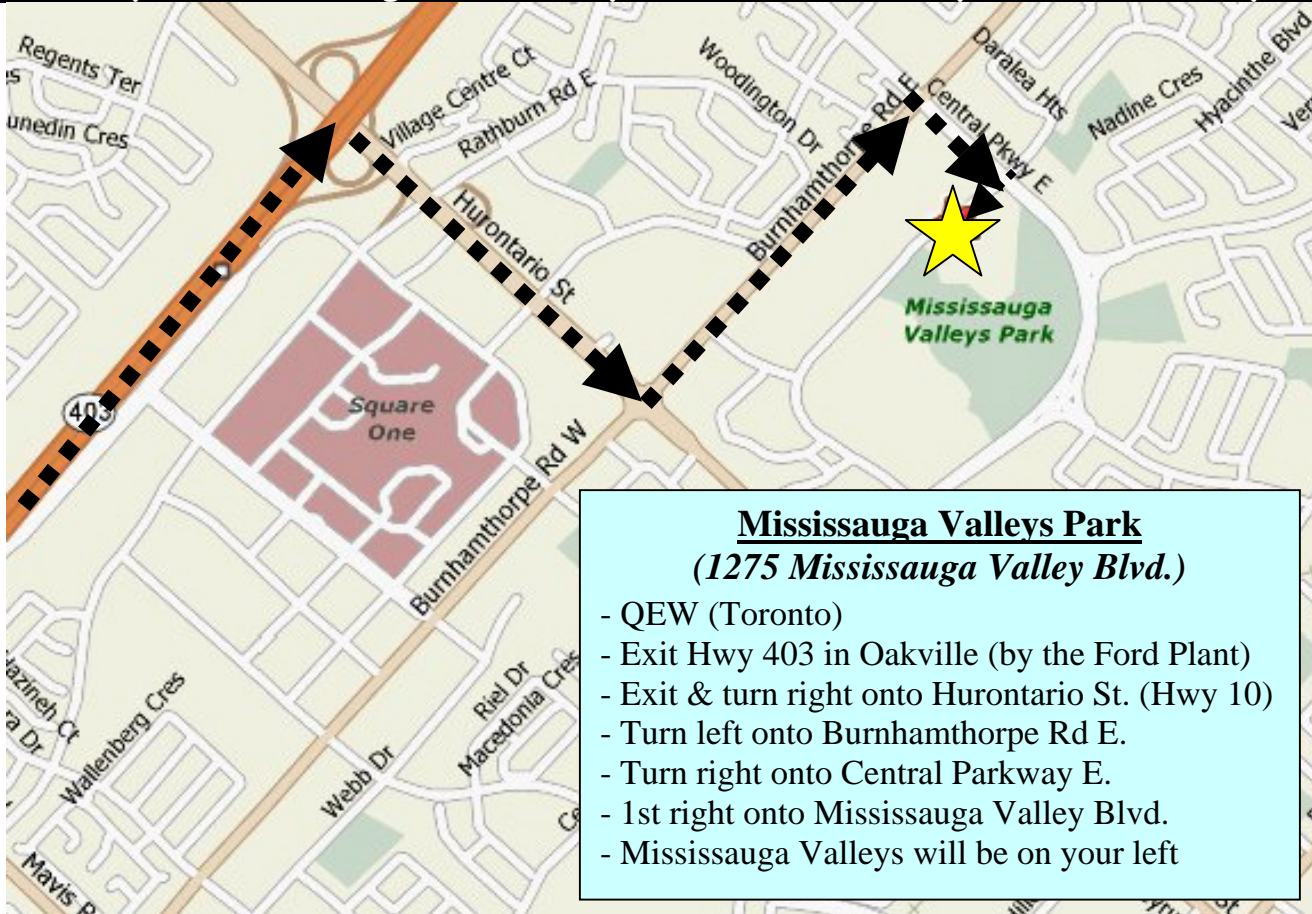 Regents Ter
Village Centre Ct
Rathburn Rd E
Woodington Dr
Daralea Hts
Hyacinthe Blvd
Nadine Cres
Central Pkwy E
Burnhamthorpe Rd E
Hurontario St
Mississauga
Valleys Park
403
Square
One
Burnhamthorpe Rd W
Riel Dr
Macedonia Cres
Wallenberg Cres
Webb Dr
Mavis
Mississauga Valleys Park
(1275 Mississauga Valley Blvd.)
- QEW (Toronto)
- Exit Hwy 403 in Oakville (by the Ford Plant)
- Exit & turn right onto Hurontario St. (Hwy 10)
- Turn left onto Burnhamthorpe Rd E.
- Turn right onto Central Parkway E.
- 1st right onto Mississauga Valley Blvd.
- Mississauga Valleys will be on your left